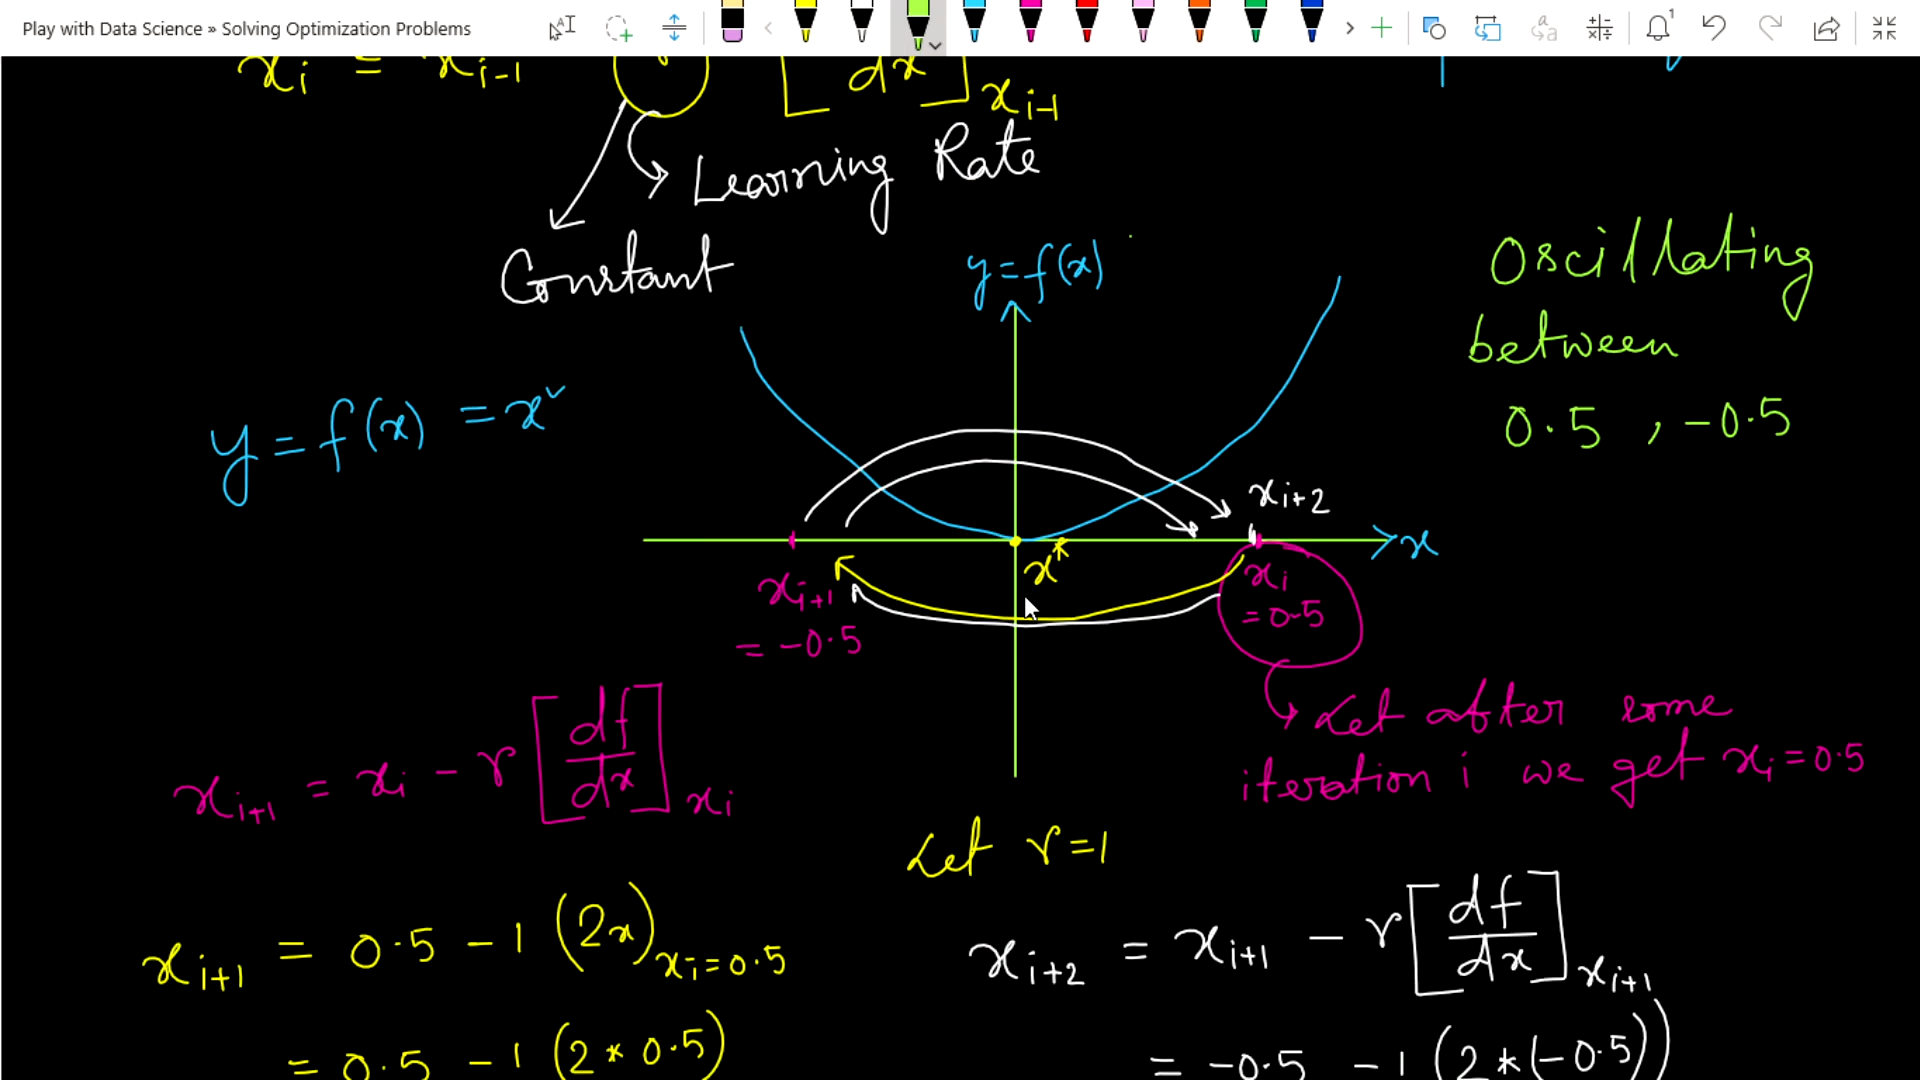 Play with Data Science » Solving Optimization Problems
1
xi = xi-1 [dx]xi-1
Learning Rate
Constant
y = f(x)
Oscillating
between
0.5 , -0.5
y = f(x) = x²
xi+2
x
x*
xi
= 0.5
xi+1
= -0.5
Let after some
iteration i we get xi = 0.5
xi+1 = xi - r [df/dx]xi
Let r = 1
xi+1 = 0.5 - 1 (2x)xi=0.5
xi+2 = xi+1 - r [df/dx]xi+1
= 0.5 - 1 (2 * 0.5)
= -0.5 - 1 (2 * (-0.5))